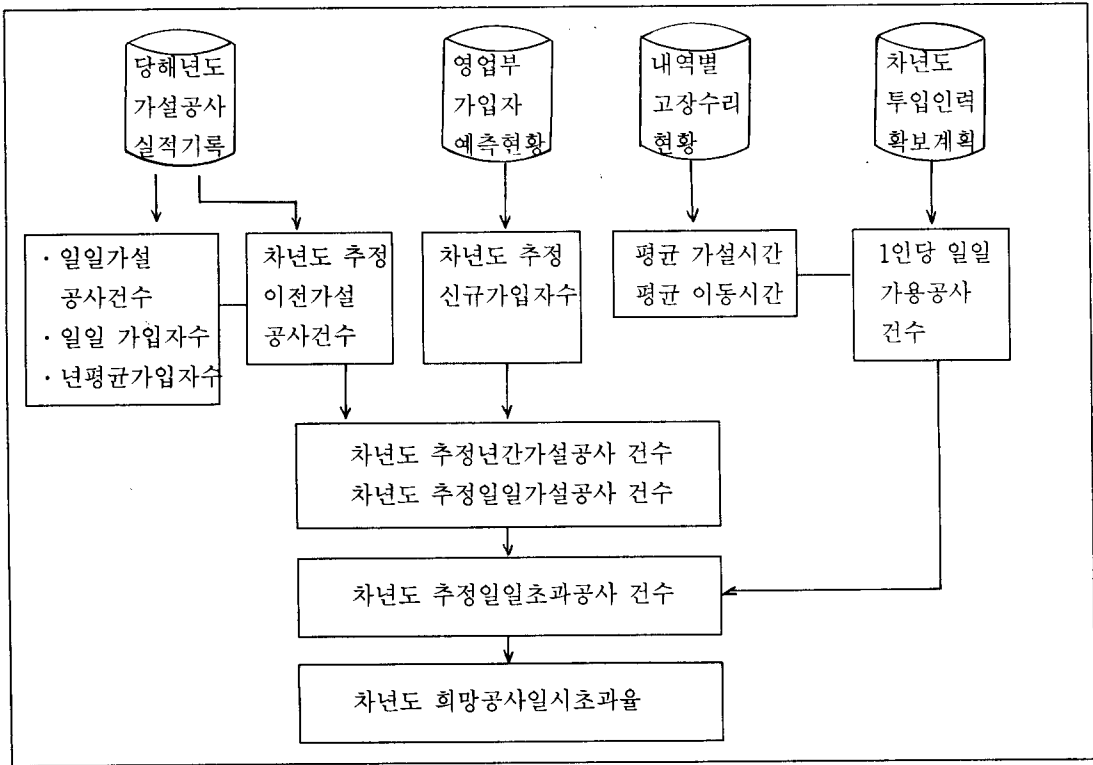 당해년도
가설공사
실적기록
영업부
가입자
예측현황
내역별
고장수리
현황
차년도
투입인력
확보계획
· 일일가설
공사건수
· 일일 가입자수
· 년평균가입자수
차년도 추정
이전가설
공사건수
차년도 추정
신규가입자수
평균 가설시간
평균 이동시간
1인당 일일
가용공사
건수
차년도 추정년간가설공사 건수
차년도 추정일일가설공사 건수
차년도 추정일일초과공사 건수
차년도 희망공사일시초과율